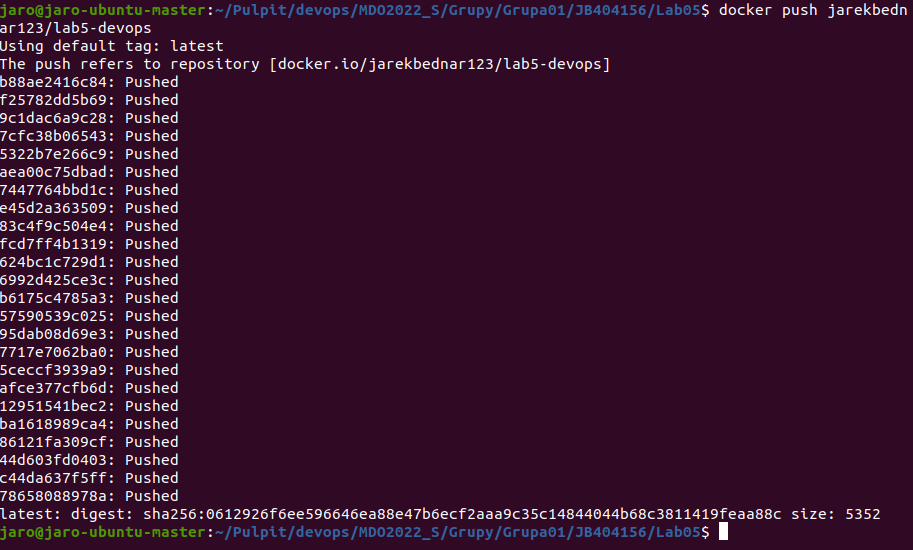 jaro@jaro-ubuntu-master:~/Pulpit/devops/MDO2022_S/Grupy/Grupa01/JB404156/Lab05$ docker push jarekbedn
ar123/lab5-devops
Using default tag: latest
The push refers to repository [docker.io/jarekbednar123/lab5-devops]
b88ae2416c84: Pushed
f25782dd5b69: Pushed
9c1dac6a9c28: Pushed
7cfc38b06543: Pushed
5322b7e266c9: Pushed
aea00c75dbad: Pushed
7447764bbd1c: Pushed
e45d2a363509: Pushed
83c4f9c504e4: Pushed
fcd7ff4b1319: Pushed
624bc1c729d1: Pushed
6992d425ce3c: Pushed
b6175c4785a3: Pushed
57590539c025: Pushed
95dab08d69e3: Pushed
7717e7062ba0: Pushed
5ceccf3939a9: Pushed
afce377cfb6d: Pushed
12951541bec2: Pushed
ba1618989ca4: Pushed
86121fa309cf: Pushed
44d603fd0403: Pushed
c44da637f5ff: Pushed
78658088978a: Pushed
latest: digest: sha256:0612926f6ee596646ea88e47b6ecf2aaa9c35c14844044b68c3811419feaa88c size: 5352
jaro@jaro-ubuntu-master:~/Pulpit/devops/MDO2022_S/Grupy/Grupa01/JB404156/Lab05$